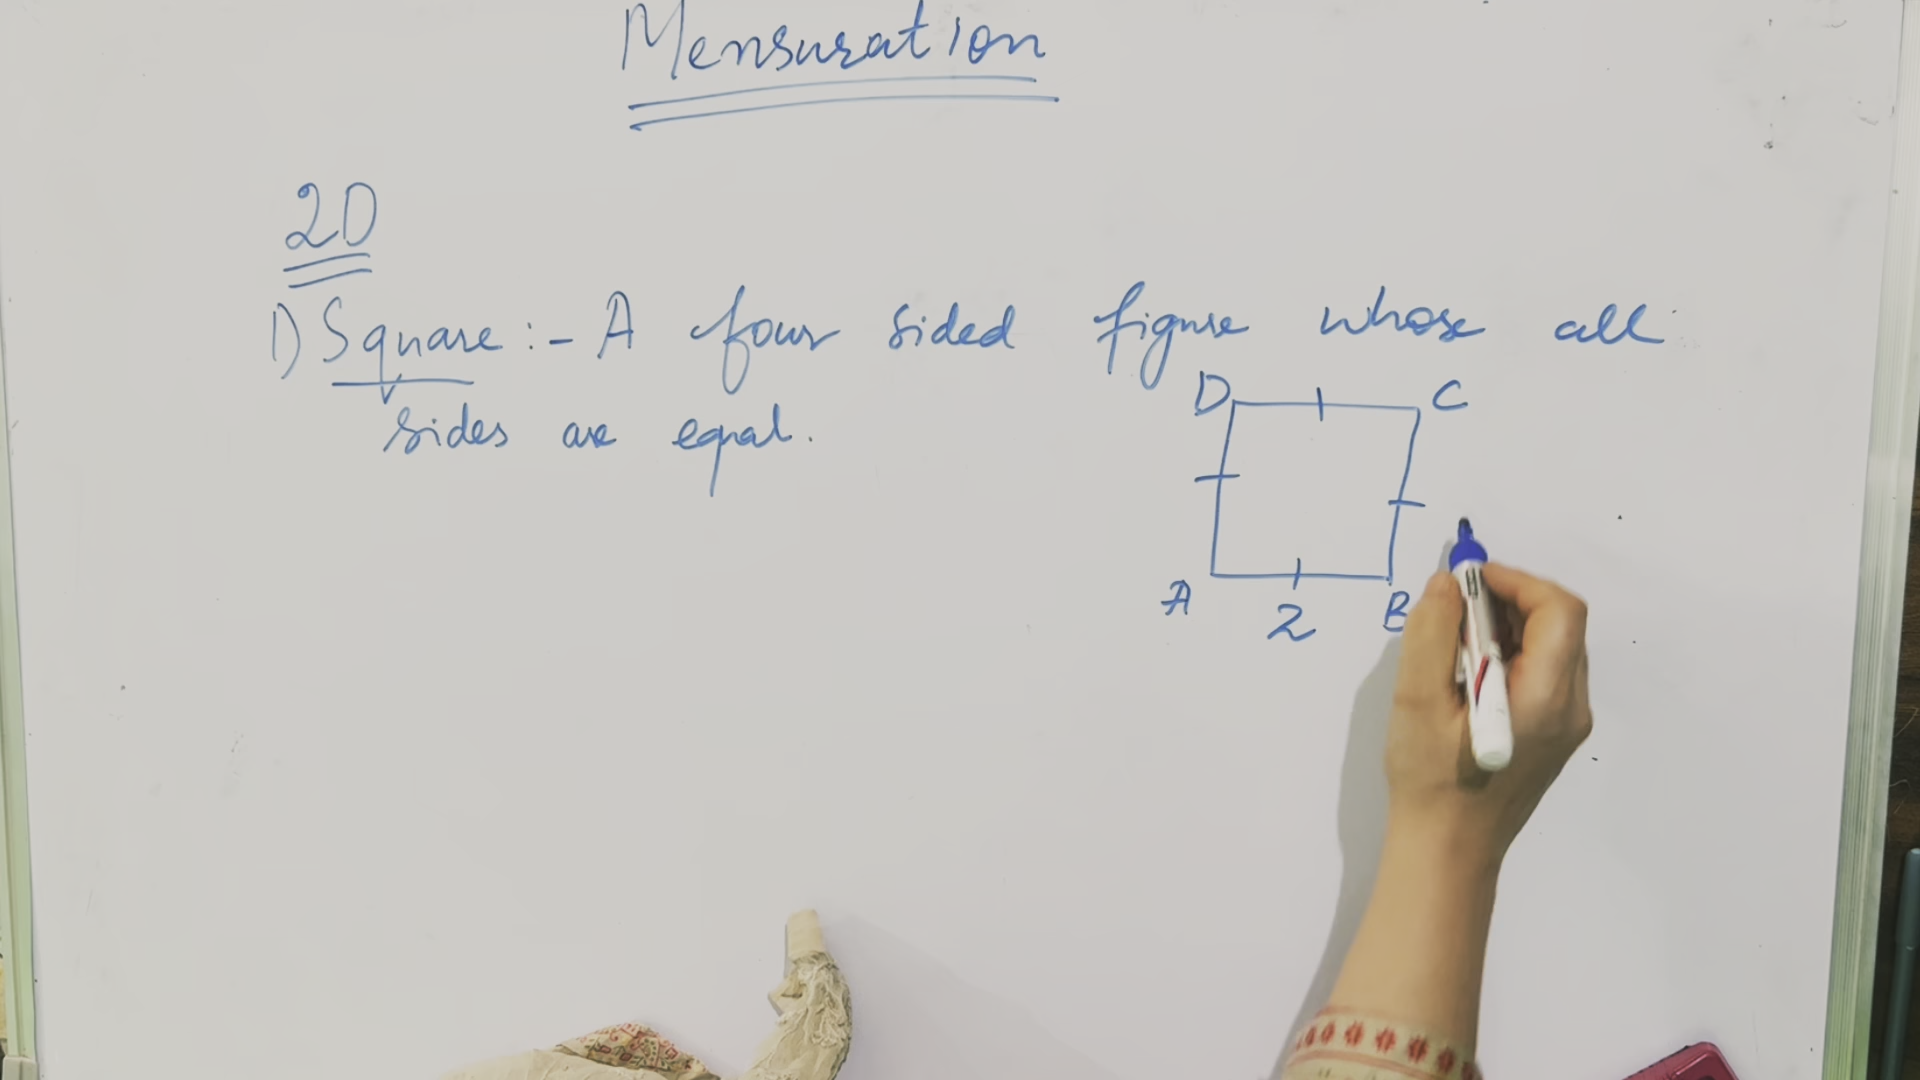 Mensuration
2D
1) Square :- A four sided figure whose all
sides are equal.
D C
A 2 B